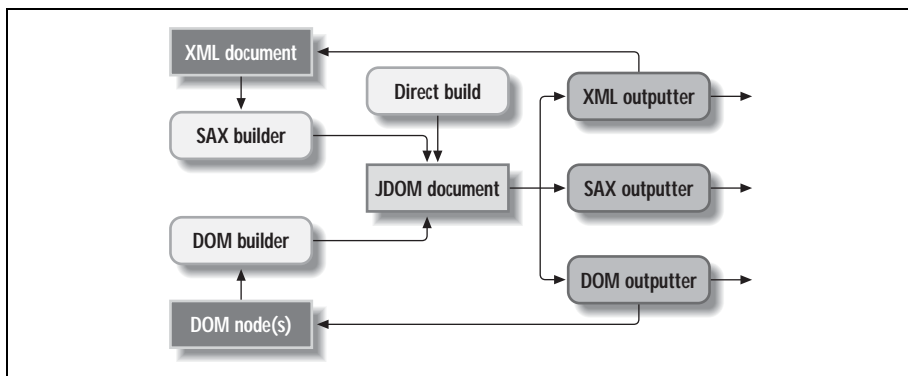 XML document
Direct build
XML outputter
SAX builder
JDOM document
SAX outputter
DOM builder
DOM outputter
DOM node(s)